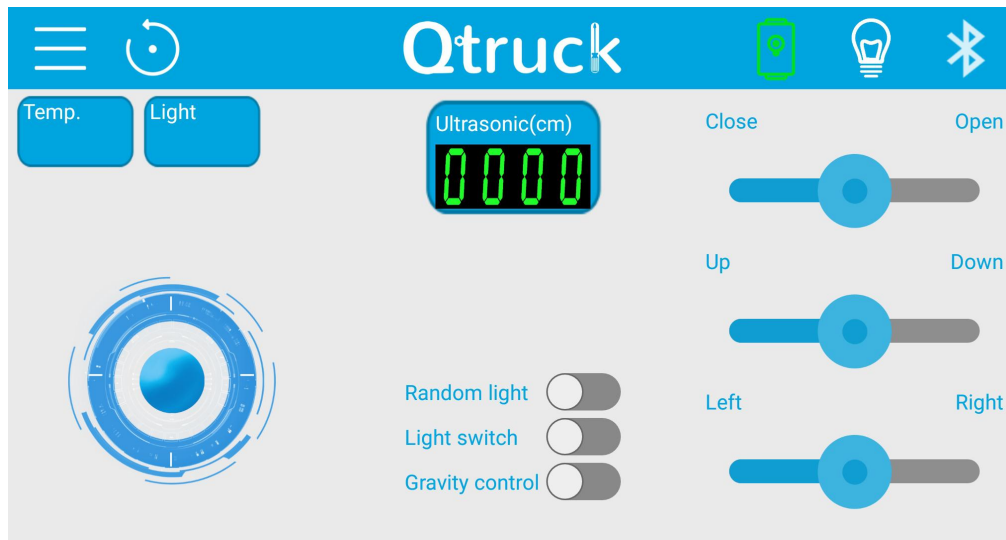 Qtruck
Temp.
Light
Ultrasonic(cm)
0000
Close
Open
Up
Down
Random light
Left
Right
Light switch
Gravity control